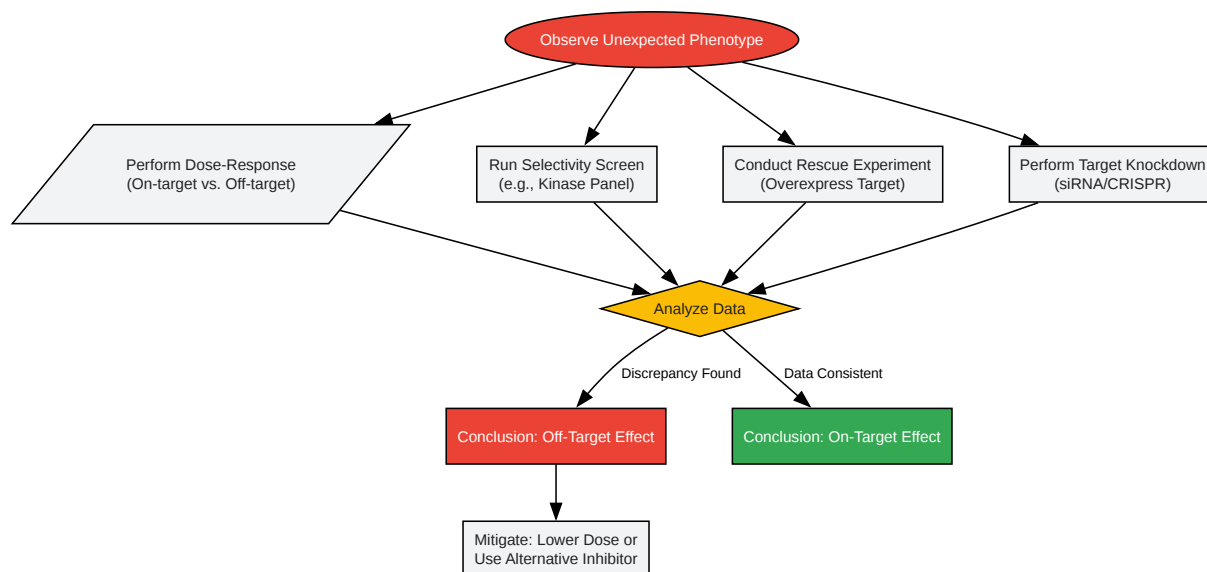 Observe Unexpected Phenotype
Perform Dose-Response
(On-target vs. Off-target)
Run Selectivity Screen
(e.g., Kinase Panel)
Conduct Rescue Experiment
(Overexpress Target)
Perform Target Knockdown
(siRNA/CRISPR)
Analyze Data
Discrepancy Found
Data Consistent
Conclusion: Off-Target Effect
Conclusion: On-Target Effect
Mitigate: Lower Dose or
Use Alternative Inhibitor